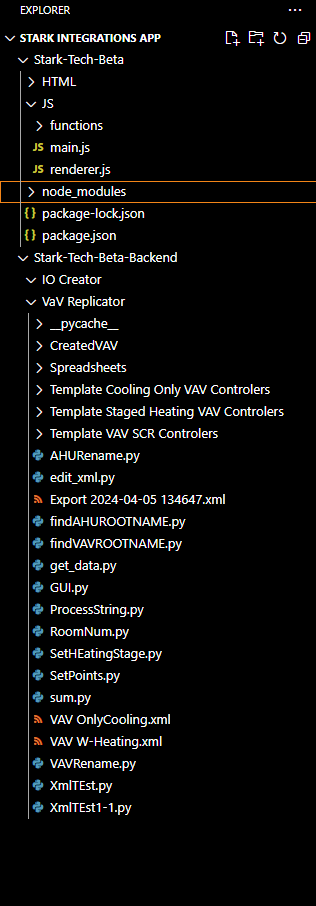 EXPLORER
STARK INTEGRATIONS APP
Stark-Tech-Beta
HTML
JS
functions
JS main.js
JS renderer.js
node_modules
{} package-lock.json
{} package.json
Stark-Tech-Beta-Backend
IO Creator
VaV Replicator
__pycache__
CreatedVAV
Spreadsheets
Template Cooling Only VAV Controlers
Template Staged Heating VAV Controlers
Template VAV SCR Controlers
AHURename.py
edit_xml.py
Export 2024-04-05 134647.xml
findAHUROOTNAME.py
findVAVROOTNAME.py
get_data.py
GUI.py
ProcessString.py
RoomNum.py
SetHEatingStage.py
SetPoints.py
sum.py
VAV OnlyCooling.xml
VAV W-Heating.xml
VAVRename.py
XmlTEst.py
XmlTEst1-1.py